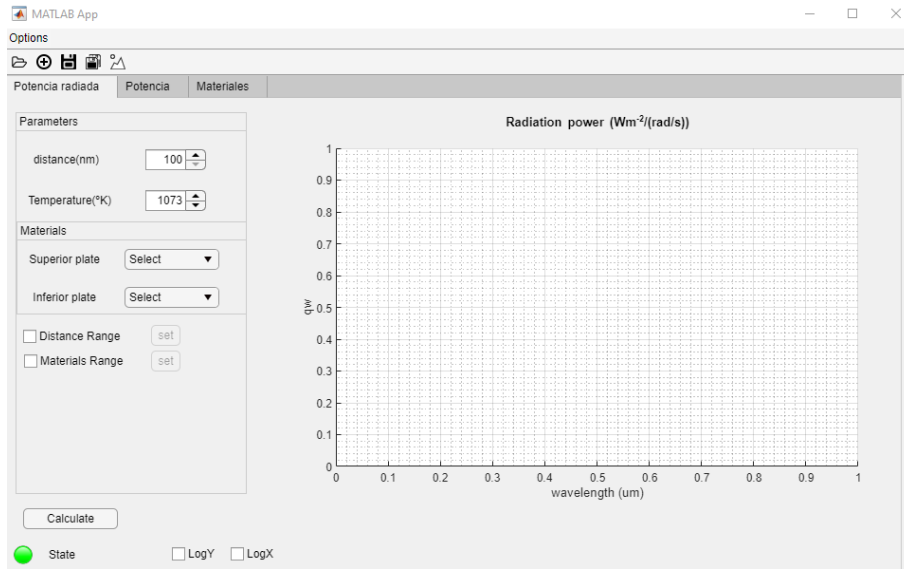 MATLAB App
Options
Potencia radiada Potencia Materiales
Parameters
distance(nm) 100
Temperature(ºK) 1073
Materials
Superior plate Select
Inferior plate Select
Distance Range set
Materials Range set
Calculate
State LogY LogX
Radiation power (Wm-2/(rad/s))
1
0.9
0.8
0.7
0.6
0.5
0.4
0.3
0.2
0.1
0
qw
0 0.1 0.2 0.3 0.4 0.5 0.6 0.7 0.8 0.9 1
wavelength (um)